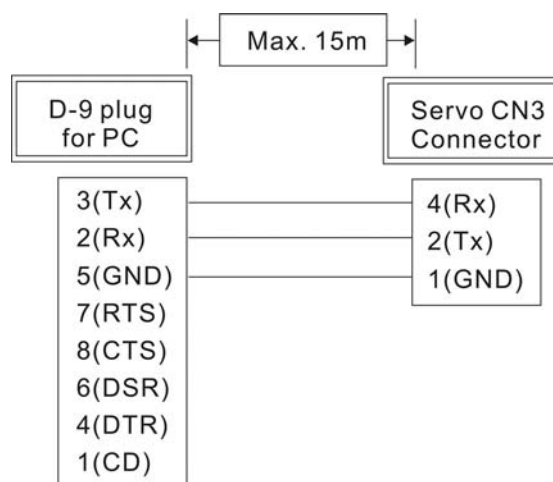 Max. 15m
D-9 plug
for PC
Servo CN3
Connector
3(Tx)
2(Rx)
5(GND)
7(RTS)
8(CTS)
6(DSR)
4(DTR)
1(CD)
4(Rx)
2(Tx)
1(GND)